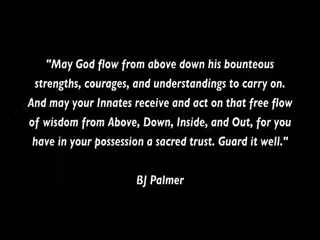 "May God flow from above down his bounteous
strengths, courages, and understandings to carry on.
And may your Innates receive and act on that free flow
of wisdom from Above, Down, Inside, and Out, for you
have in your possession a sacred trust. Guard it well."
BJ Palmer